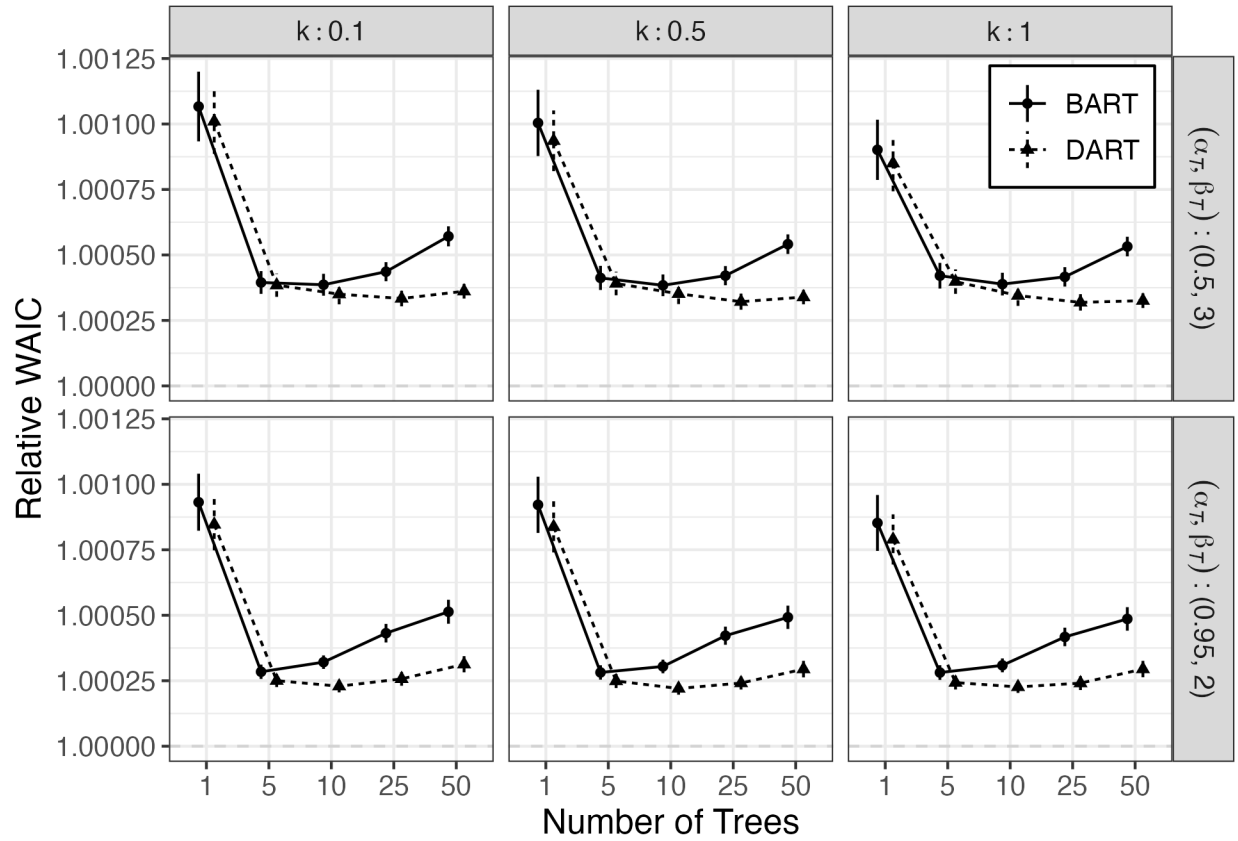 k : 0.1
k : 0.5
k : 1
1.00125
1.00100
1.00075
1.00050
1.00025
1.00000
BART
DART
(α_T, β_T) : (0.5, 3)
Relative WAIC
1.00125
1.00100
1.00075
1.00050
1.00025
1.00000
(α_T, β_T) : (0.95, 2)
1 5 10 25 50
1 5 10 25 50
1 5 10 25 50
Number of Trees